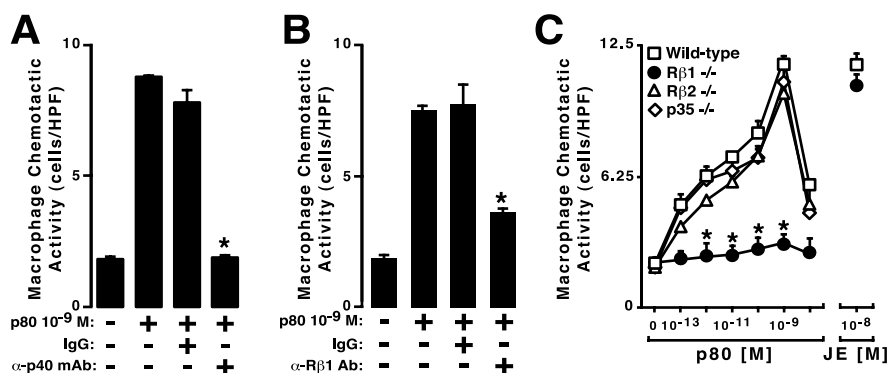 A
Macrophage Chemotactic
Activity (cells/HPF)
10
5
0
*
p80 10⁻⁹ M: - + + +
IgG: - - + -
α-p40 mAb: - - - +
B
Macrophage Chemotactic
Activity (cells/HPF)
10
5
0
*
p80 10⁻⁹ M: - + + +
IgG: - - + -
α-Rβ1 Ab: - - - +
C
Macrophage Chemotactic
Activity (cells/HPF)
12.5
6.25
0
Wild-type
Rβ1 -/-
Rβ2 -/-
p35 -/-
* * * *
0 10⁻¹³ 10⁻¹¹ 10⁻⁹ 10⁻⁸
p80 [M] JE [M]